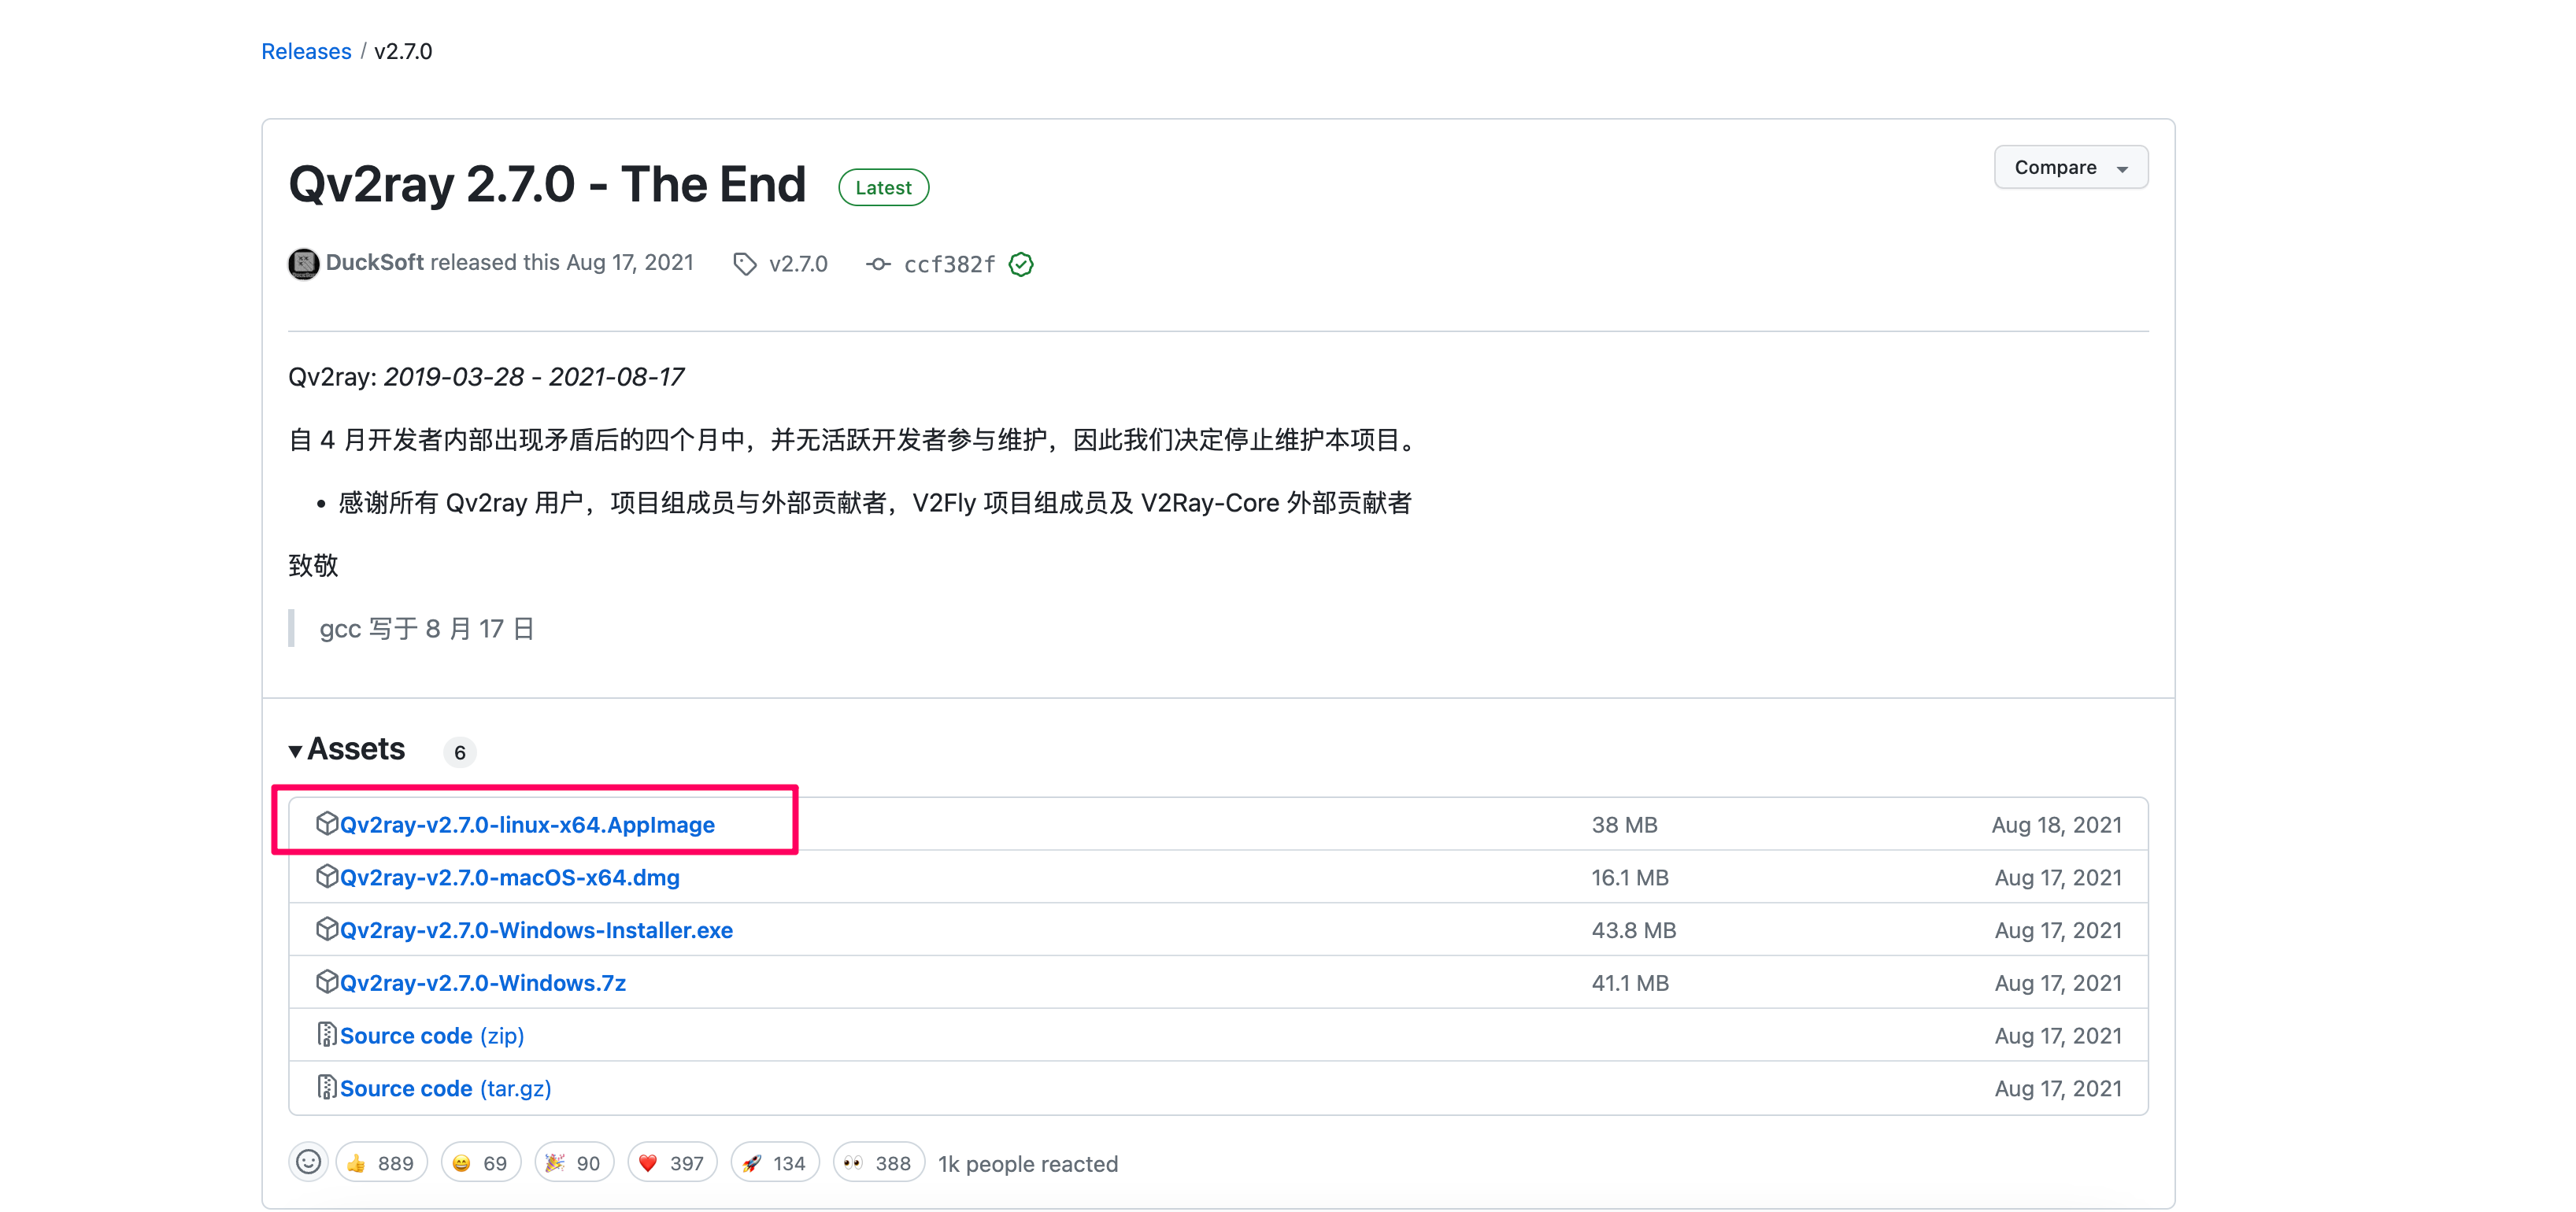 Releases / v2.7.0
Qv2ray 2.7.0 - The End Latest Compare
DuckSoft released this Aug 17, 2021 v2.7.0 ccf382f
Qv2ray: 2019-03-28 - 2021-08-17
自 4 月开发者内部出现矛盾后的四个月中，并无活跃开发者参与维护，因此我们决定停止维护本项目。
• 感谢所有 Qv2ray 用户，项目组成员与外部贡献者，V2Fly 项目组成员及 V2Ray-Core 外部贡献者
致敬
gcc 写于 8 月 17 日
Assets 6
Qv2ray-v2.7.0-linux-x64.AppImage 38 MB Aug 18, 2021
Qv2ray-v2.7.0-macOS-x64.dmg 16.1 MB Aug 17, 2021
Qv2ray-v2.7.0-Windows-Installer.exe 43.8 MB Aug 17, 2021
Qv2ray-v2.7.0-Windows.7z 41.1 MB Aug 17, 2021
Source code (zip) Aug 17, 2021
Source code (tar.gz) Aug 17, 2021
889 69 90 397 134 388 1k people reacted